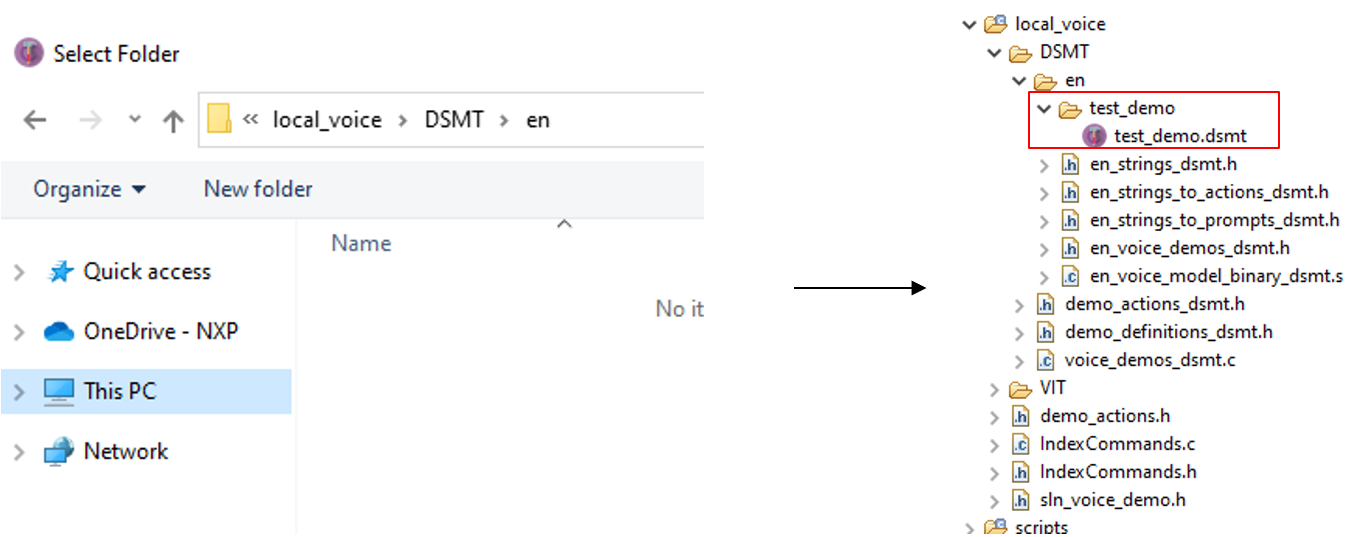 Select Folder
« local_voice > DSMT > en
Organize New folder
Name
No it
Quick access
OneDrive - NXP
This PC
Network
local_voice
DSMT
en
test_demo
test_demo.dsmt
en_strings_dsmt.h
en_strings_to_actions_dsmt.h
en_strings_to_prompts_dsmt.h
en_voice_demos_dsmt.h
en_voice_model_binary_dsmt.s
demo_actions_dsmt.h
demo_definitions_dsmt.h
voice_demos_dsmt.c
VIT
demo_actions.h
IndexCommands.c
IndexCommands.h
sln_voice_demo.h
scripts